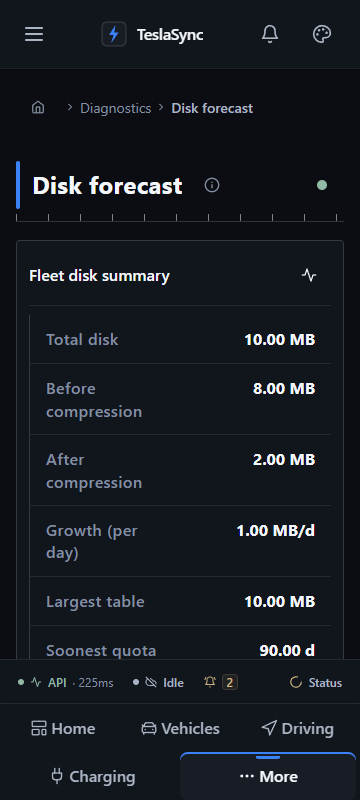 TeslaSync
Diagnostics
Disk forecast
Disk forecast
Fleet disk summary
Total disk 10.00 MB
Before compression 8.00 MB
After compression 2.00 MB
Growth (per day) 1.00 MB/d
Largest table 10.00 MB
Soonest quota 90.00 d
API · 225ms Idle 2 Status
Home Vehicles Driving
Charging More